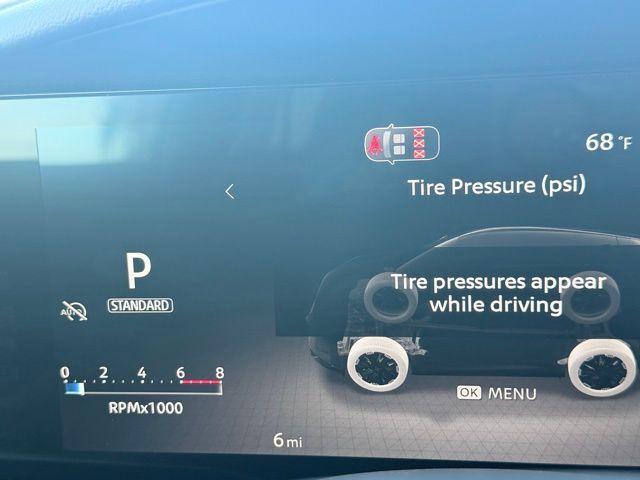 68 °F
Tire Pressure (psi)
P
STANDARD
Tire pressures appear
while driving
AUTO
0 2 4 6 8
RPMx1000
OK MENU
6 mi